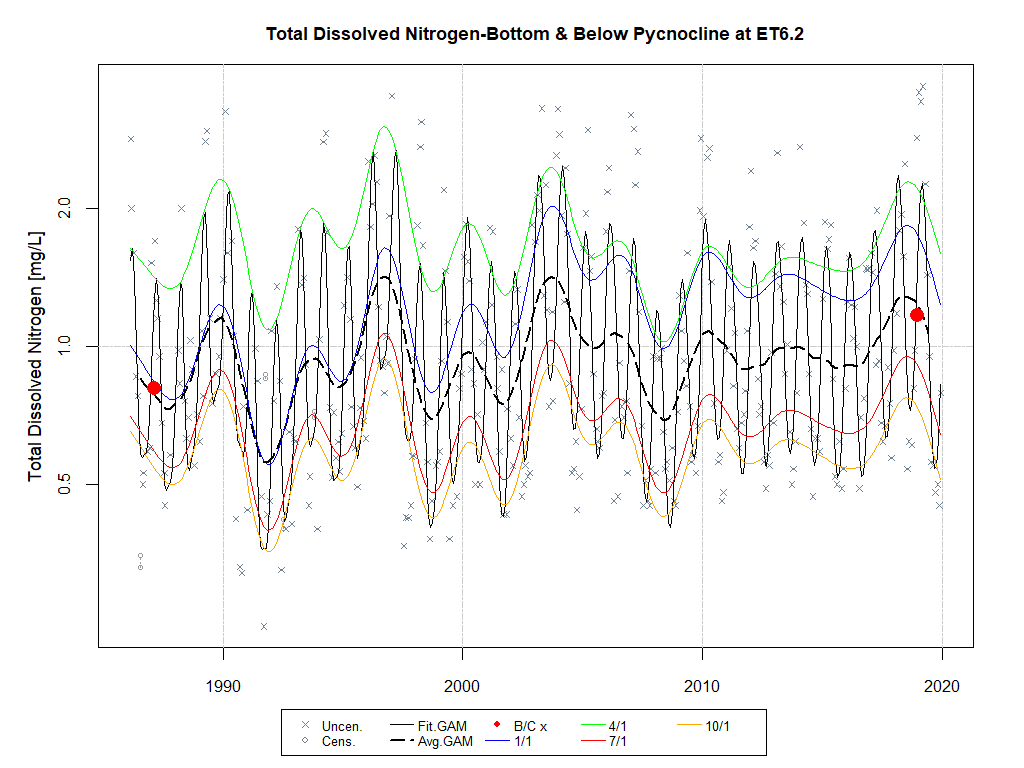 Total Dissolved Nitrogen-Bottom & Below Pycnocline at ET6.2
Total Dissolved Nitrogen [mg/L]
2.0
1.0
0.5
1990 2000 2010 2020
Uncen. Fit.GAM B/C x 4/1 10/1
Cens. Avg.GAM 1/1 7/1